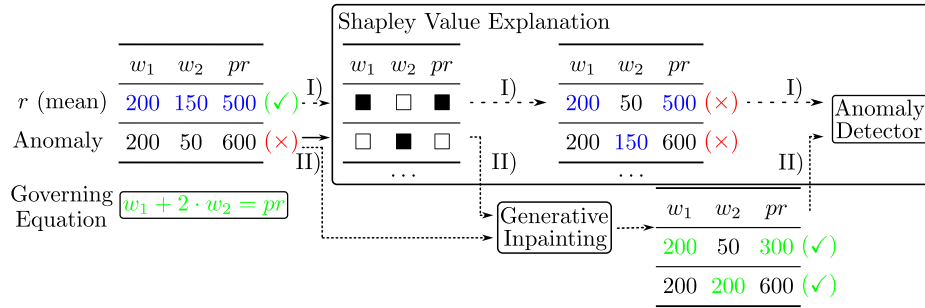 Shapley Value Explanation
w₁ w₂ pr
r (mean) 200 150 500 (✓)
Anomaly 200 50 600 (×)
I)
II)
w₁ w₂ pr
■ □ ■
□ ■ □
...
I)
II)
w₁ w₂ pr
200 50 500 (×)
200 150 600 (×)
...
I)
II)
Anomaly
Detector
Governing
Equation
w₁ + 2 · w₂ = pr
Generative
Inpainting
w₁ w₂ pr
200 50 300 (✓)
200 200 600 (✓)